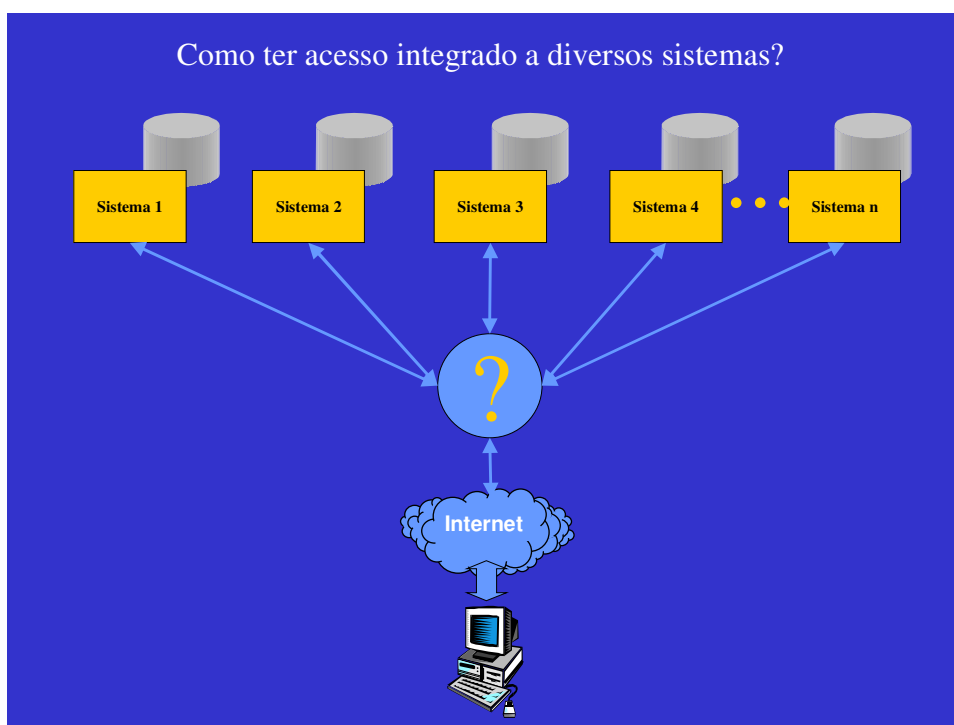 Como ter acesso integrado a diversos sistemas?
Sistema 1
Sistema 2
Sistema 3
Sistema 4
Sistema n
?
Internet